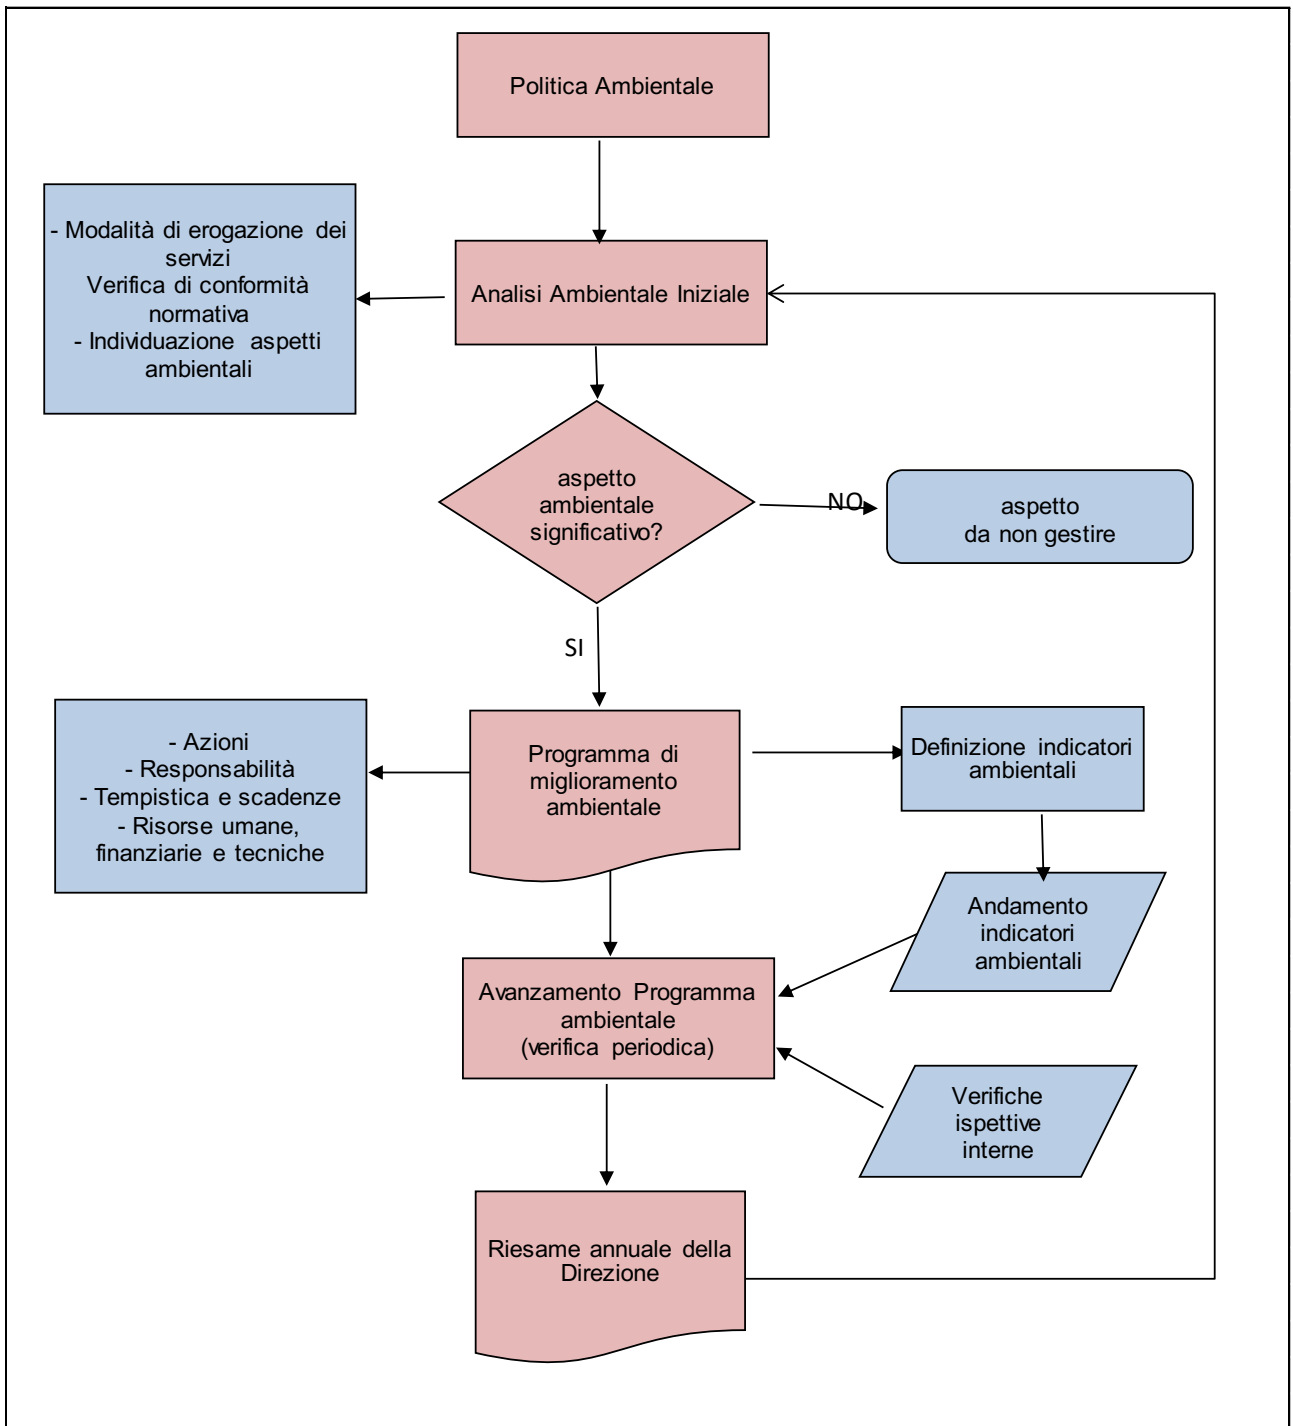 Politica Ambientale
- Modalità di erogazione dei
servizi
Verifica di conformità
normativa
- Individuazione aspetti
ambientali
Analisi Ambientale Iniziale
aspetto
ambientale
significativo?
NO
aspetto
da non gestire
SI
- Azioni
- Responsabilità
- Tempistica e scadenze
- Risorse umane,
finanziarie e tecniche
Programma di
miglioramento
ambientale
Definizione indicatori
ambientali
Andamento
indicatori
ambientali
Avanzamento Programma
ambientale
(verifica periodica)
Verifiche
ispettive
interne
Riesame annuale della
Direzione